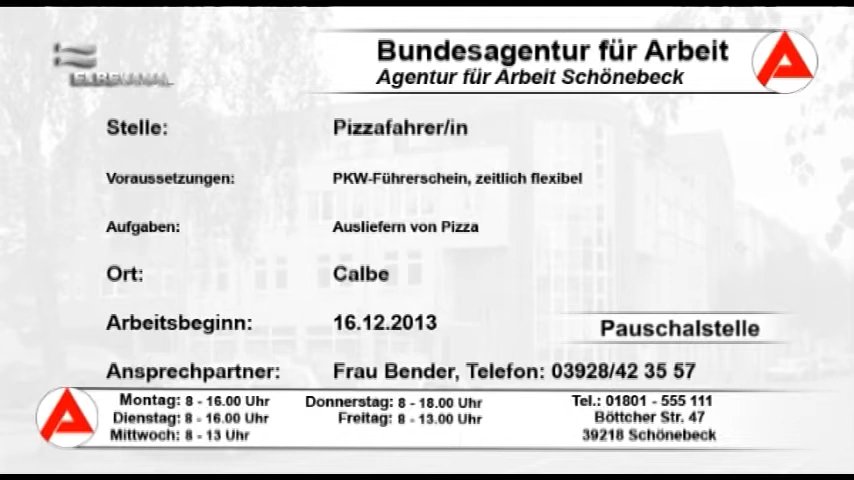 Bundesagentur für Arbeit
Agentur für Arbeit Schönebeck
Stelle: Pizzafahrer/in
Voraussetzungen: PKW-Führerschein, zeitlich flexibel
Aufgaben: Ausliefern von Pizza
Ort: Calbe
Arbeitsbeginn: 16.12.2013
Pauschalstelle
Ansprechpartner: Frau Bender, Telefon: 03928/42 35 57
Montag: 8 - 16.00 Uhr
Dienstag: 8 - 16.00 Uhr
Mittwoch: 8 - 13 Uhr
Donnerstag: 8 - 18.00 Uhr
Freitag: 8 - 13.00 Uhr
Tel.: 01801 - 555 111
Böttcher Str. 47
39218 Schönebeck